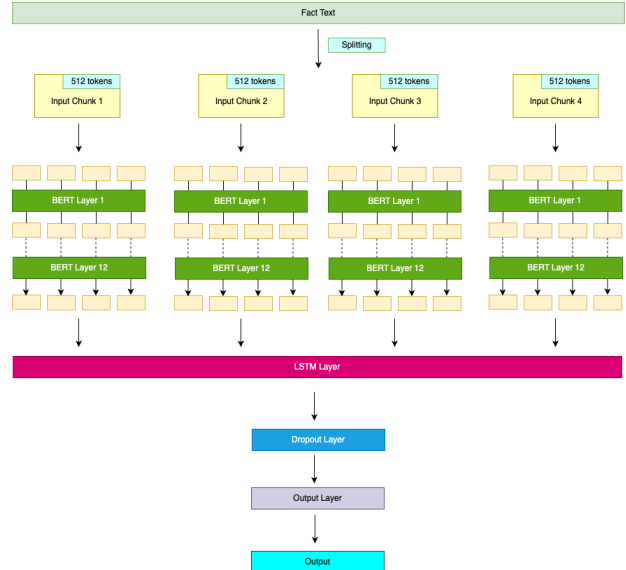 Fact Text
Splitting
512 tokens
512 tokens
512 tokens
512 tokens
Input Chunk 1
Input Chunk 2
Input Chunk 3
Input Chunk 4
BERT Layer 1
BERT Layer 1
BERT Layer 1
BERT Layer 1
BERT Layer 12
BERT Layer 12
BERT Layer 12
BERT Layer 12
LSTM Layer
Dropout Layer
Output Layer
Output